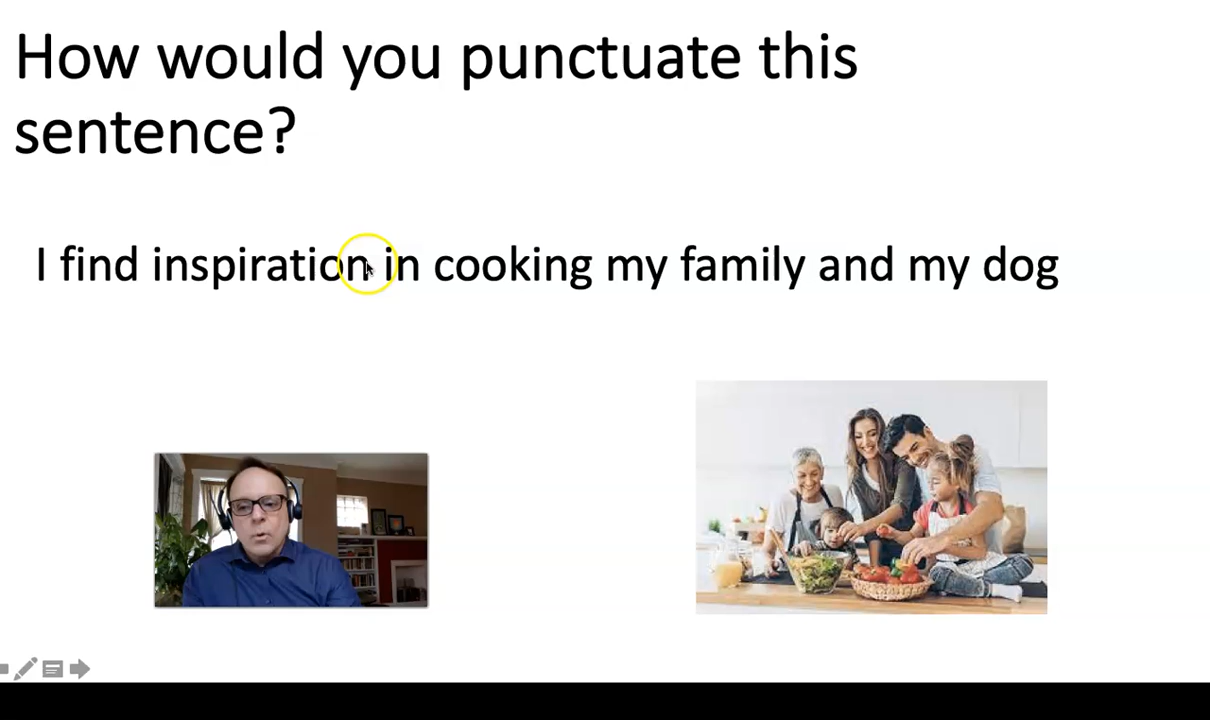 How would you punctuate this
sentence?
I find inspiration in cooking my family and my dog